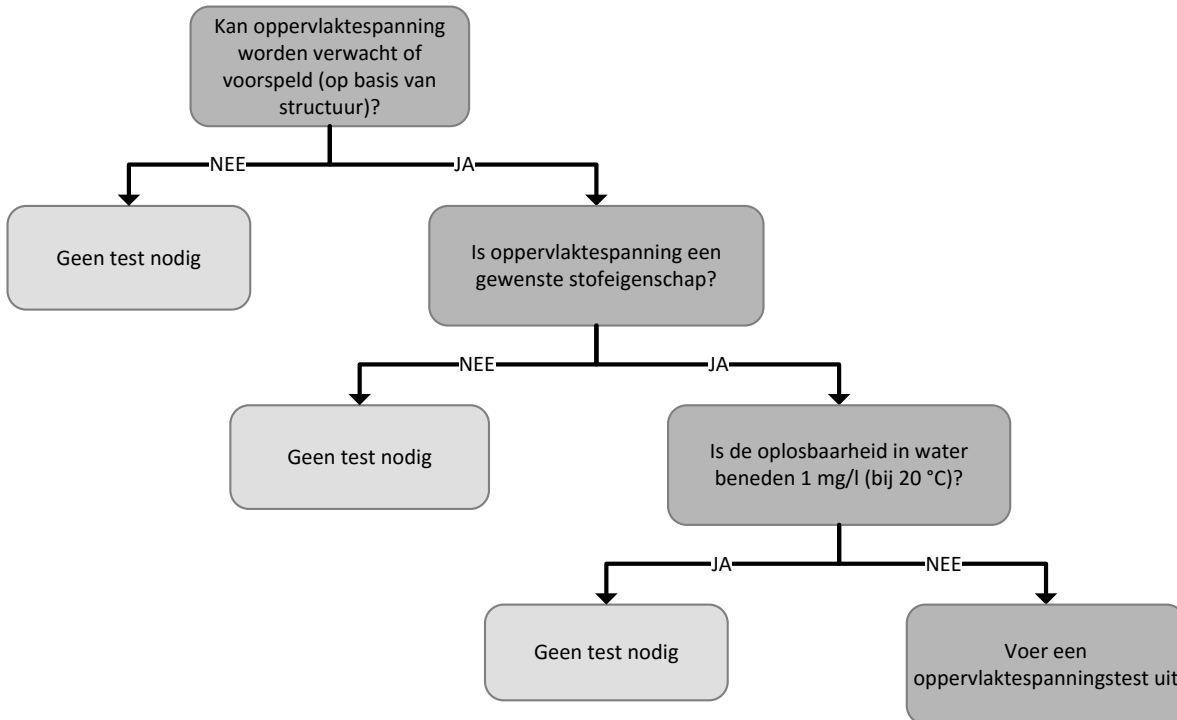 Kan oppervlaktespanning
worden verwacht of
voorspeld (op basis van
structuur)?
NEE
JA
Geen test nodig
Is oppervlaktespanning een
gewenste stofeigenschap?
NEE
JA
Geen test nodig
Is de oplosbaarheid in water
beneden 1 mg/l (bij 20 °C)?
JA
NEE
Geen test nodig
Voer een
oppervlaktespanningstest uit